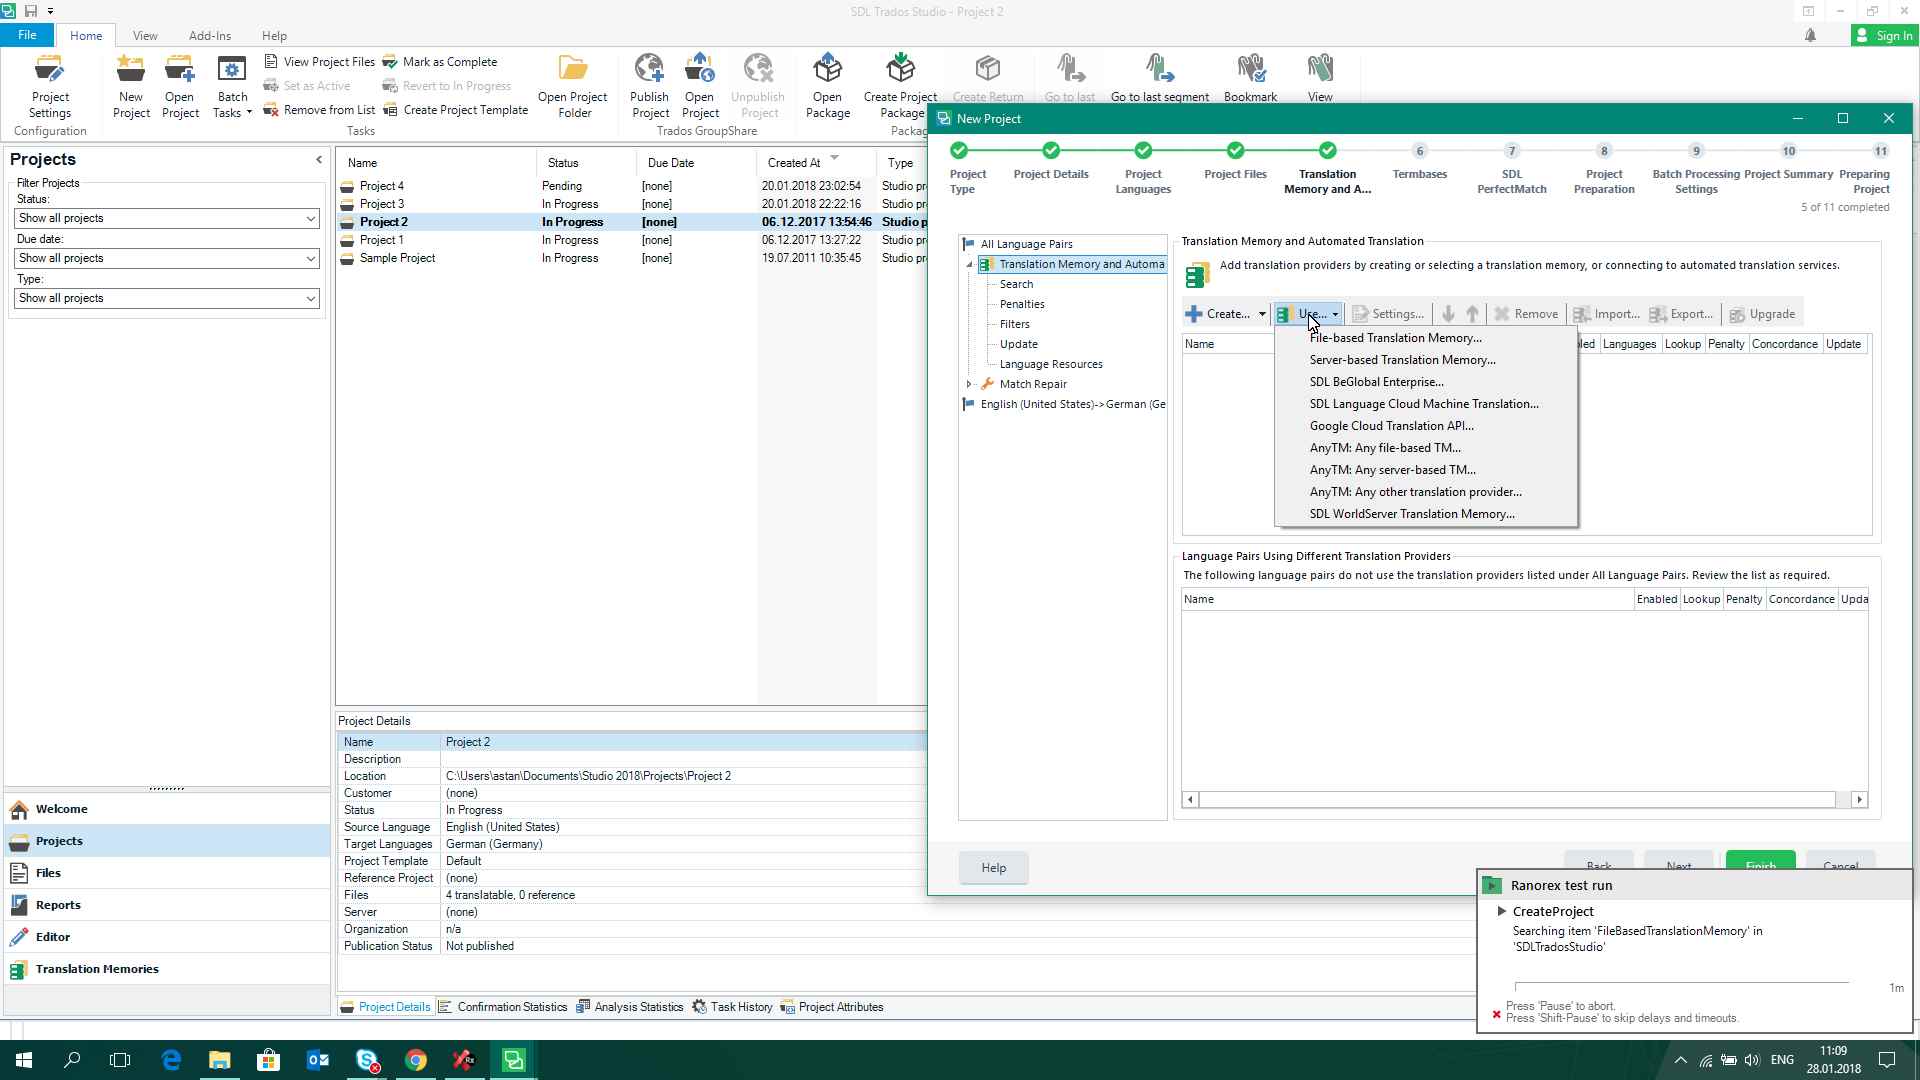 SDL Trados Studio - Project 2
File
Home
View
Add-Ins
Help
Sign In
Project Settings
Configuration
New Project
Open Project
Batch Tasks
View Project Files
Set as Active
Remove from List
Mark as Complete
Revert to In Progress
Create Project Template
Tasks
Open Project Folder
Publish Project
Open Project
Unpublish Project
Trados GroupShare
Open Package
Create Project Package
Create Return
Packag
Go to last
Go to last segment
Bookmark
View
Projects
Filter Projects
Status:
Show all projects
Due date:
Show all projects
Type:
Show all projects
Name Status Due Date Created At Type
Project 4 Pending [none] 20.01.2018 23:02:54 Studio pr
Project 3 In Progress [none] 20.01.2018 22:22:16 Studio pr
Project 2 In Progress [none] 06.12.2017 13:54:46 Studio p
Project 1 In Progress [none] 06.12.2017 13:27:22 Studio pr
Sample Project In Progress [none] 19.07.2011 10:35:45 Studio pr
Project Details
Name Project 2
Description
Location C:\Users\astan\Documents\Studio 2018\Projects\Project 2
Customer (none)
Status In Progress
Source Language English (United States)
Target Languages German (Germany)
Project Template Default
Reference Project (none)
Files 4 translatable, 0 reference
Server (none)
Organization n/a
Publication Status Not published
Project Details
Confirmation Statistics
Analysis Statistics
Task History
Project Attributes
Welcome
Projects
Files
Reports
Editor
Translation Memories
New Project
Project Type
Project Details
Project Languages
Project Files
Translation Memory and A...
6
Termbases
7
SDL PerfectMatch
8
Project Preparation
9
Batch Processing Settings
10
Project Summary
11
Preparing Project
5 of 11 completed
All Language Pairs
Translation Memory and Automa
Search
Penalties
Filters
Update
Language Resources
Match Repair
English (United States)->German (Ge
Translation Memory and Automated Translation
Add translation providers by creating or selecting a translation memory, or connecting to automated translation services.
Create...
Use...
Settings...
Remove
Import...
Export...
Upgrade
Name
led Languages Lookup Penalty Concordance Update
File-based Translation Memory...
Server-based Translation Memory...
SDL BeGlobal Enterprise...
SDL Language Cloud Machine Translation...
Google Cloud Translation API...
AnyTM: Any file-based TM...
AnyTM: Any server-based TM...
AnyTM: Any other translation provider...
SDL WorldServer Translation Memory...
Language Pairs Using Different Translation Providers
The following language pairs do not use the translation providers listed under All Language Pairs. Review the list as required.
Name Enabled Lookup Penalty Concordance Upda
Help
Back
Next
Finish
Cancel
Ranorex test run
CreateProject
Searching item 'FileBasedTranslationMemory' in
'SDLTradosStudio'
1m
Press 'Pause' to abort.
Press 'Shift-Pause' to skip delays and timeouts.
ENG
11:09
28.01.2018